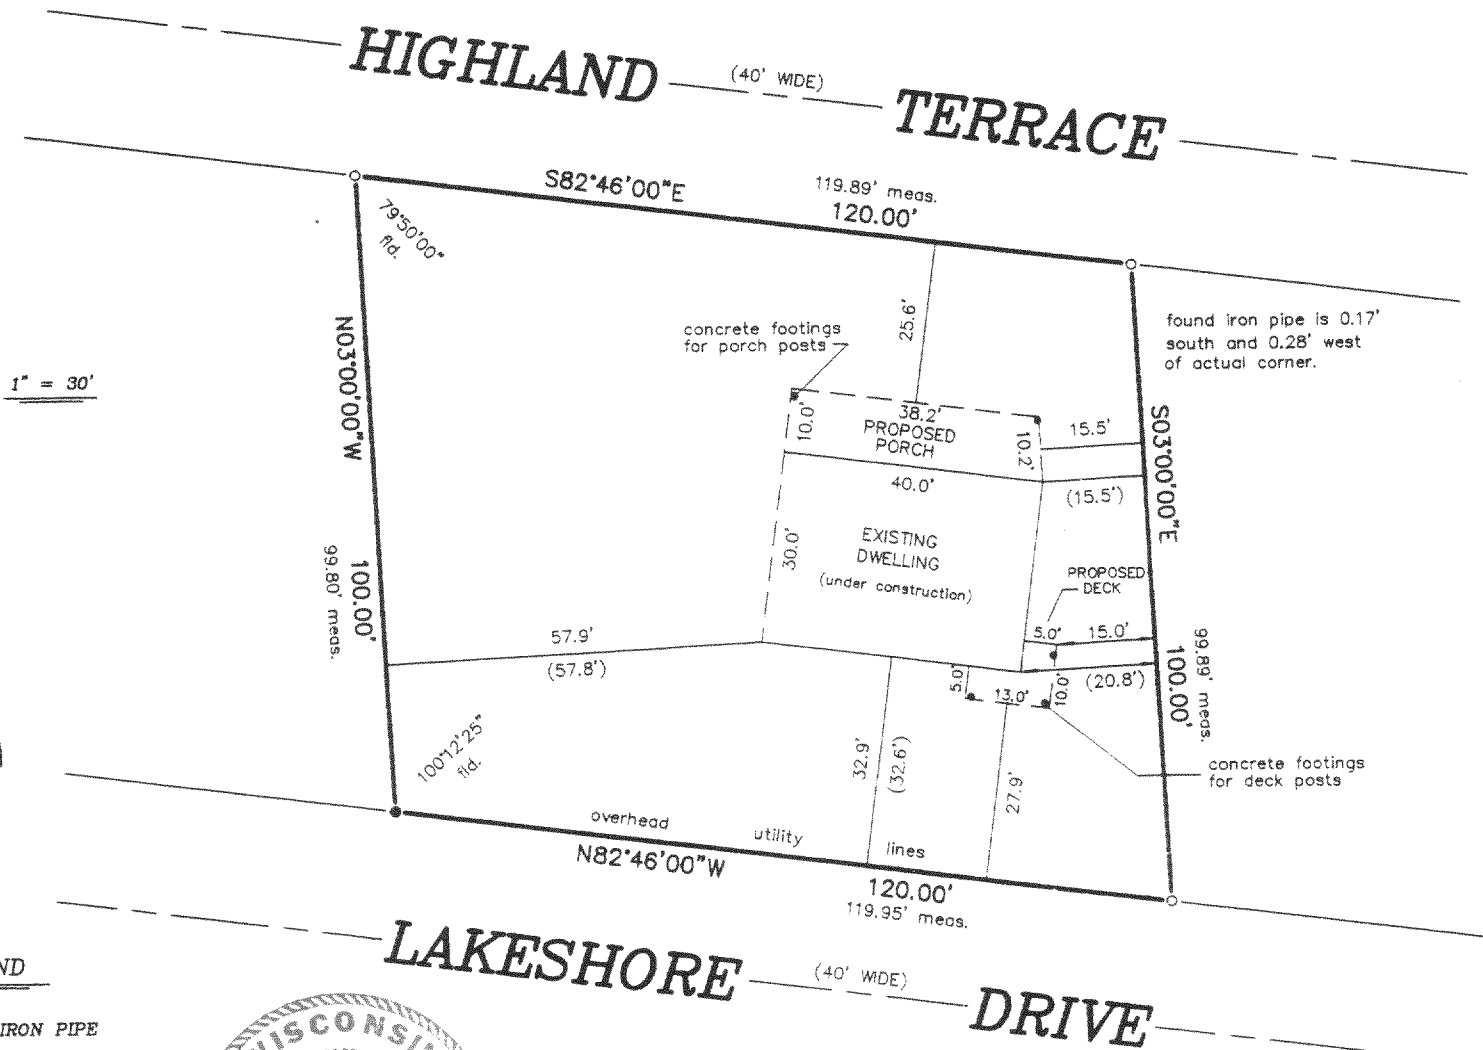 HIGHLAND (40' WIDE) TERRACE
S82°46'00"E
119.89' meas.
120.00'
79°50'00"
fld.
25.6'
concrete footings
for porch posts
found iron pipe is 0.17'
south and 0.28' west
of actual corner.
1" = 30'
N03°00'00"W
100.00'
99.80' meas.
10.0'
38.2'
PROPOSED
PORCH
10.2'
15.5'
S03°00'00"E
40.0'
(15.5')
30.0'
EXISTING
DWELLING
(under construction)
PROPOSED
DECK
57.9'
(57.8')
5.0'
15.0'
(20.8')
100.00'
99.89' meas.
5.0'
13.0'
10.0'
100°12'25"
fld.
32.9'
(32.6')
27.9'
concrete footings
for deck posts
overhead utility lines
N82°46'00"W
120.00'
119.95' meas.
LAKESHORE (40' WIDE) DRIVE
ND
IRON PIPE
WISCONSIN